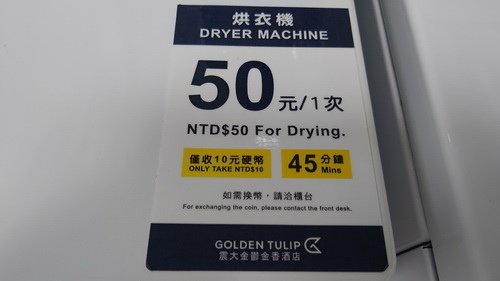 烘衣機
DRYER MACHINE
50元/1次
NTD$50 For Drying.
僅收10元硬幣
ONLY TAKE NTD$10
45分鐘
Mins
如需換幣，請洽櫃台
For exchanging the coin, please contact the front desk.
GOLDEN TULIP
震大金鬱金香酒店